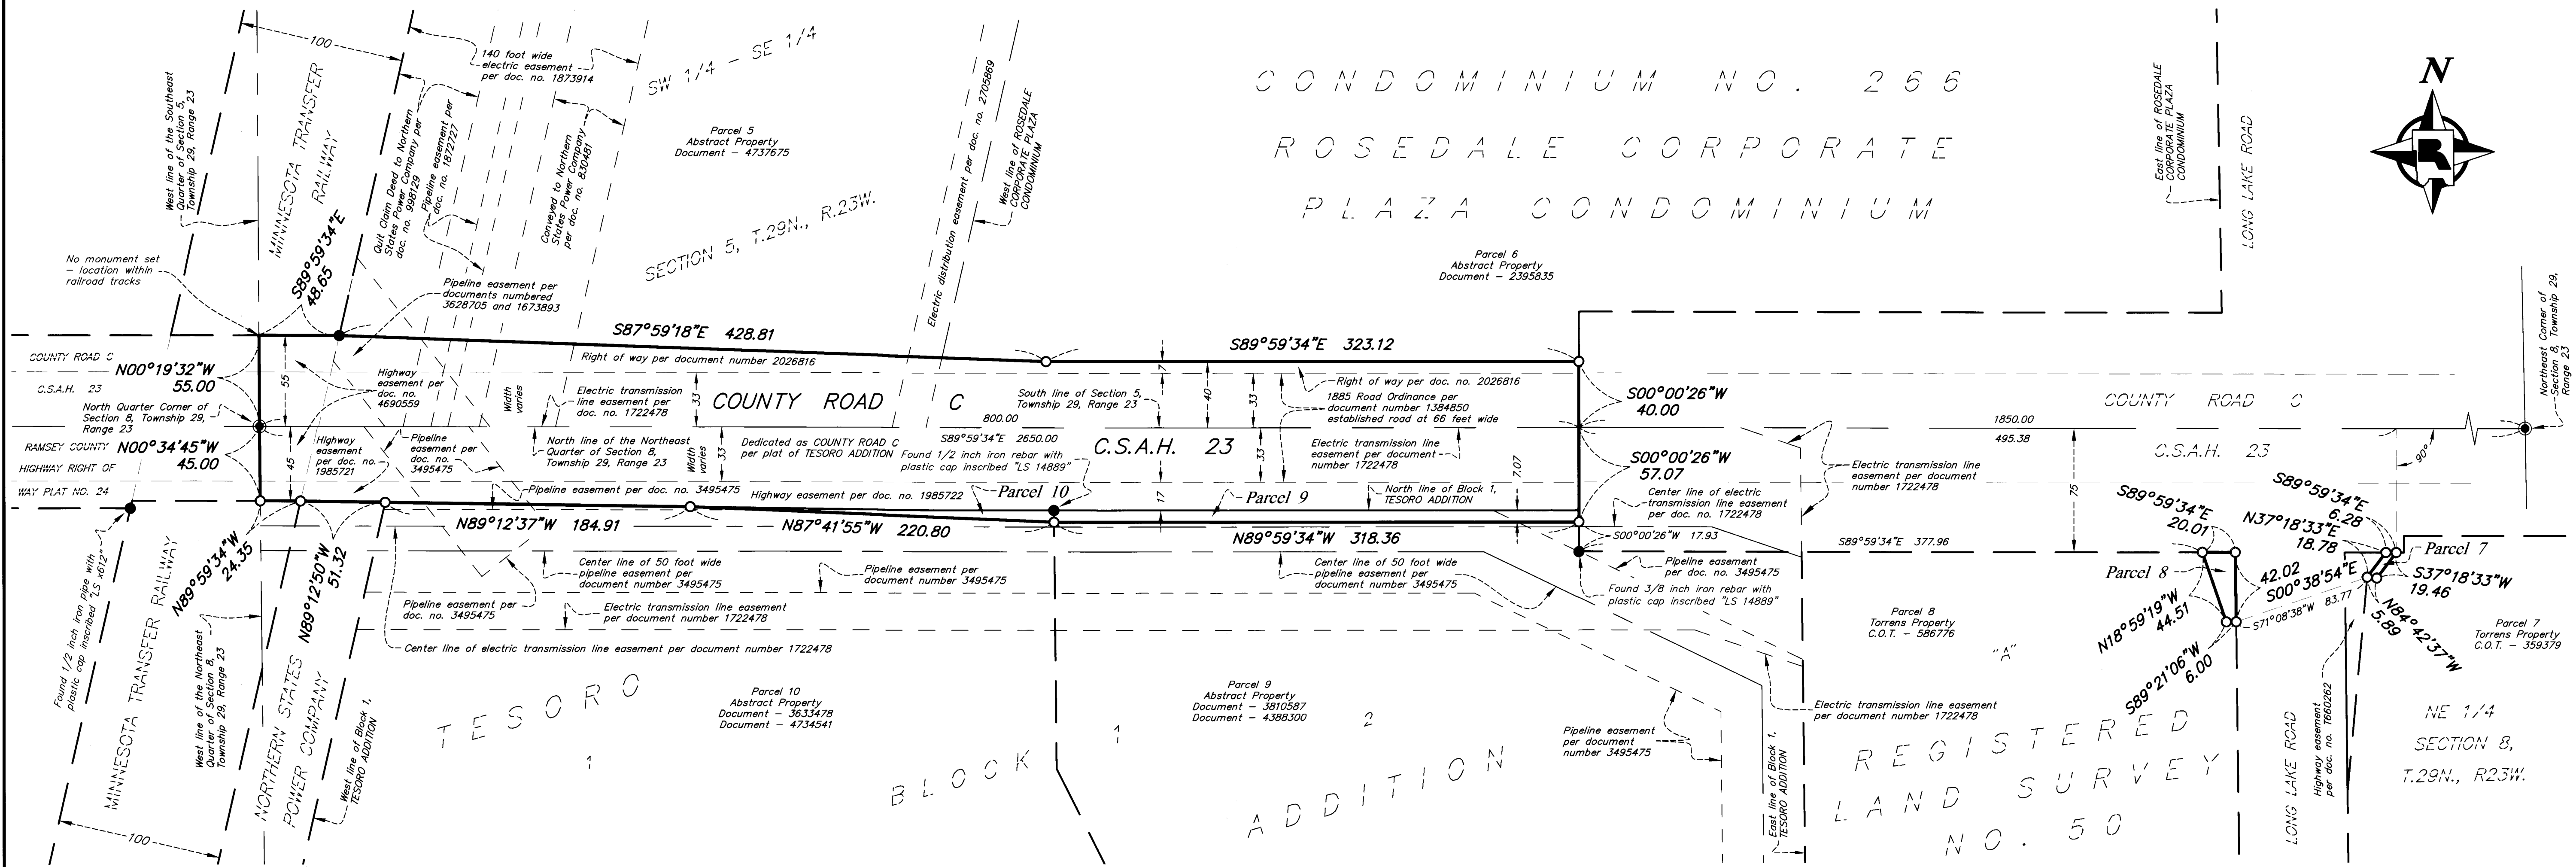 100
140 foot wide
electric easement
per doc. no. 1873914
SW 1/4 - SE 1/4
West line of the Southeast
Quarter of Section 5,
Township 29, Range 23
MINNESOTA TRANSFER
RAILWAY
Quit Claim Deed to Northern
States Power Company per
doc. no. 998129
Pipeline easement per
doc. no. 1872727
Conveyed to Northern
States Power Company
per doc. no. 830481
Parcel 5
Abstract Property
Document - 4737675
SECTION 5, T.29N., R.23W.
Electric distribution easement per doc. no. 2705869
West line of ROSEDALE
CORPORATE PLAZA
CONDOMINIUM
CONDOMINIUM NO. 266
ROSEDALE CORPORATE
PLAZA CONDOMINIUM
Parcel 6
Abstract Property
Document - 2395835
East line of ROSEDALE
CORPORATE PLAZA
CONDOMINIUM
LONG LAKE ROAD
N
R
Northeast Corner of
Section 8, Township 29,
Range 23
No monument set
- location within
railroad tracks
S89°59'34"E
48.65
Pipeline easement per
documents numbered
3628705 and 1673893
S87°59'18"E 428.81
Right of way per document number 2026816
S89°59'34"E 323.12
COUNTY ROAD C
C.S.A.H. 23
N00°19'32"W
55.00
55
Highway
easement per
doc. no.
4690559
North Quarter Corner of
Section 8, Township 29,
Range 23
Width
varies
Electric transmission
line easement per
doc. no. 1722478
33
COUNTY ROAD C
South line of Section 5,
Township 29, Range 23
800.00
7
40
33
Right of way per doc. no. 2026816
1885 Road Ordinance per
document number 1384850
established road at 66 feet wide
S00°00'26"W
40.00
COUNTY ROAD C
1850.00
495.38
C.S.A.H. 23
90°
RAMSEY COUNTY
HIGHWAY RIGHT OF
WAY PLAT NO. 24
N00°34'45"W
45.00
45
Highway
easement
per doc. no.
1985721
Pipeline
easement per
doc. no.
3495475
North line of the Northeast
Quarter of Section 8,
Township 29, Range 23
Width
varies
33
Dedicated as COUNTY ROAD C
per plat of TESORO ADDITION
S89°59'34"E 2650.00
Found 1/2 inch iron rebar with
plastic cap inscribed "LS 14889"
C.S.A.H. 23
33
17
Electric transmission line
easement per document
number 1722478
7.07
S00°00'26"W
57.07
Electric transmission line
easement per document
number 1722478
75
Pipeline easement per doc. no. 3495475
Highway easement per doc. no. 1985722
Parcel 10
Parcel 9
North line of Block 1,
TESORO ADDITION
Center line of electric
transmission line easement
per doc. no. 1722478
N89°12'37"W 184.91
N87°41'55"W 220.80
N89°59'34"W 318.36
S00°00'26"W 17.93
S89°59'34"E 377.96
S89°59'34"E
20.01
S89°59'34"E
6.28
N37°18'33"E
18.78
Parcel 7
Parcel 8
42.02
S00°38'54"E
S37°18'33"W
19.46
N84°42'37"W
5.89
S71°08'38"W 83.77
N18°59'19"W
44.51
S89°21'06"W
6.00
N89°59'34"W
24.35
N89°12'50"W
51.32
Found 1/2 inch iron pipe with
plastic cap inscribed "LS x612"
Center line of 50 foot wide
pipeline easement per
document number 3495475
Pipeline easement per
document number 3495475
Center line of 50 foot wide
pipeline easement per
document number 3495475
Pipeline easement
per doc. no. 3495475
Found 3/8 inch iron rebar with
plastic cap inscribed "LS 14889"
Pipeline easement per
doc. no. 3495475
Electric transmission line easement
per document number 1722478
Center line of electric transmission line easement per document number 1722478
Parcel 8
Torrens Property
C.O.T. - 586776
"A"
Parcel 7
Torrens Property
C.O.T. - 359379
MINNESOTA TRANSFER RAILWAY
West line of the Northeast
Quarter of Section 8,
Township 29, Range 23
NORTHERN STATES
POWER COMPANY
West line of Block 1,
TESORO ADDITION
100
TESORO
1
Parcel 10
Abstract Property
Document - 3633478
Document - 4734541
BLOCK 1
Parcel 9
Abstract Property
Document - 3810587
Document - 4388300
2
ADDITION
Pipeline easement
per document
number 3495475
Electric transmission line easement
per document number 1722478
East line of Block 1,
TESORO ADDITION
REGISTERED
LAND SURVEY
NO. 50
LONG LAKE ROAD
Highway easement
per doc. no. T660262
NE 1/4
SECTION 8,
T.29N., R23W.